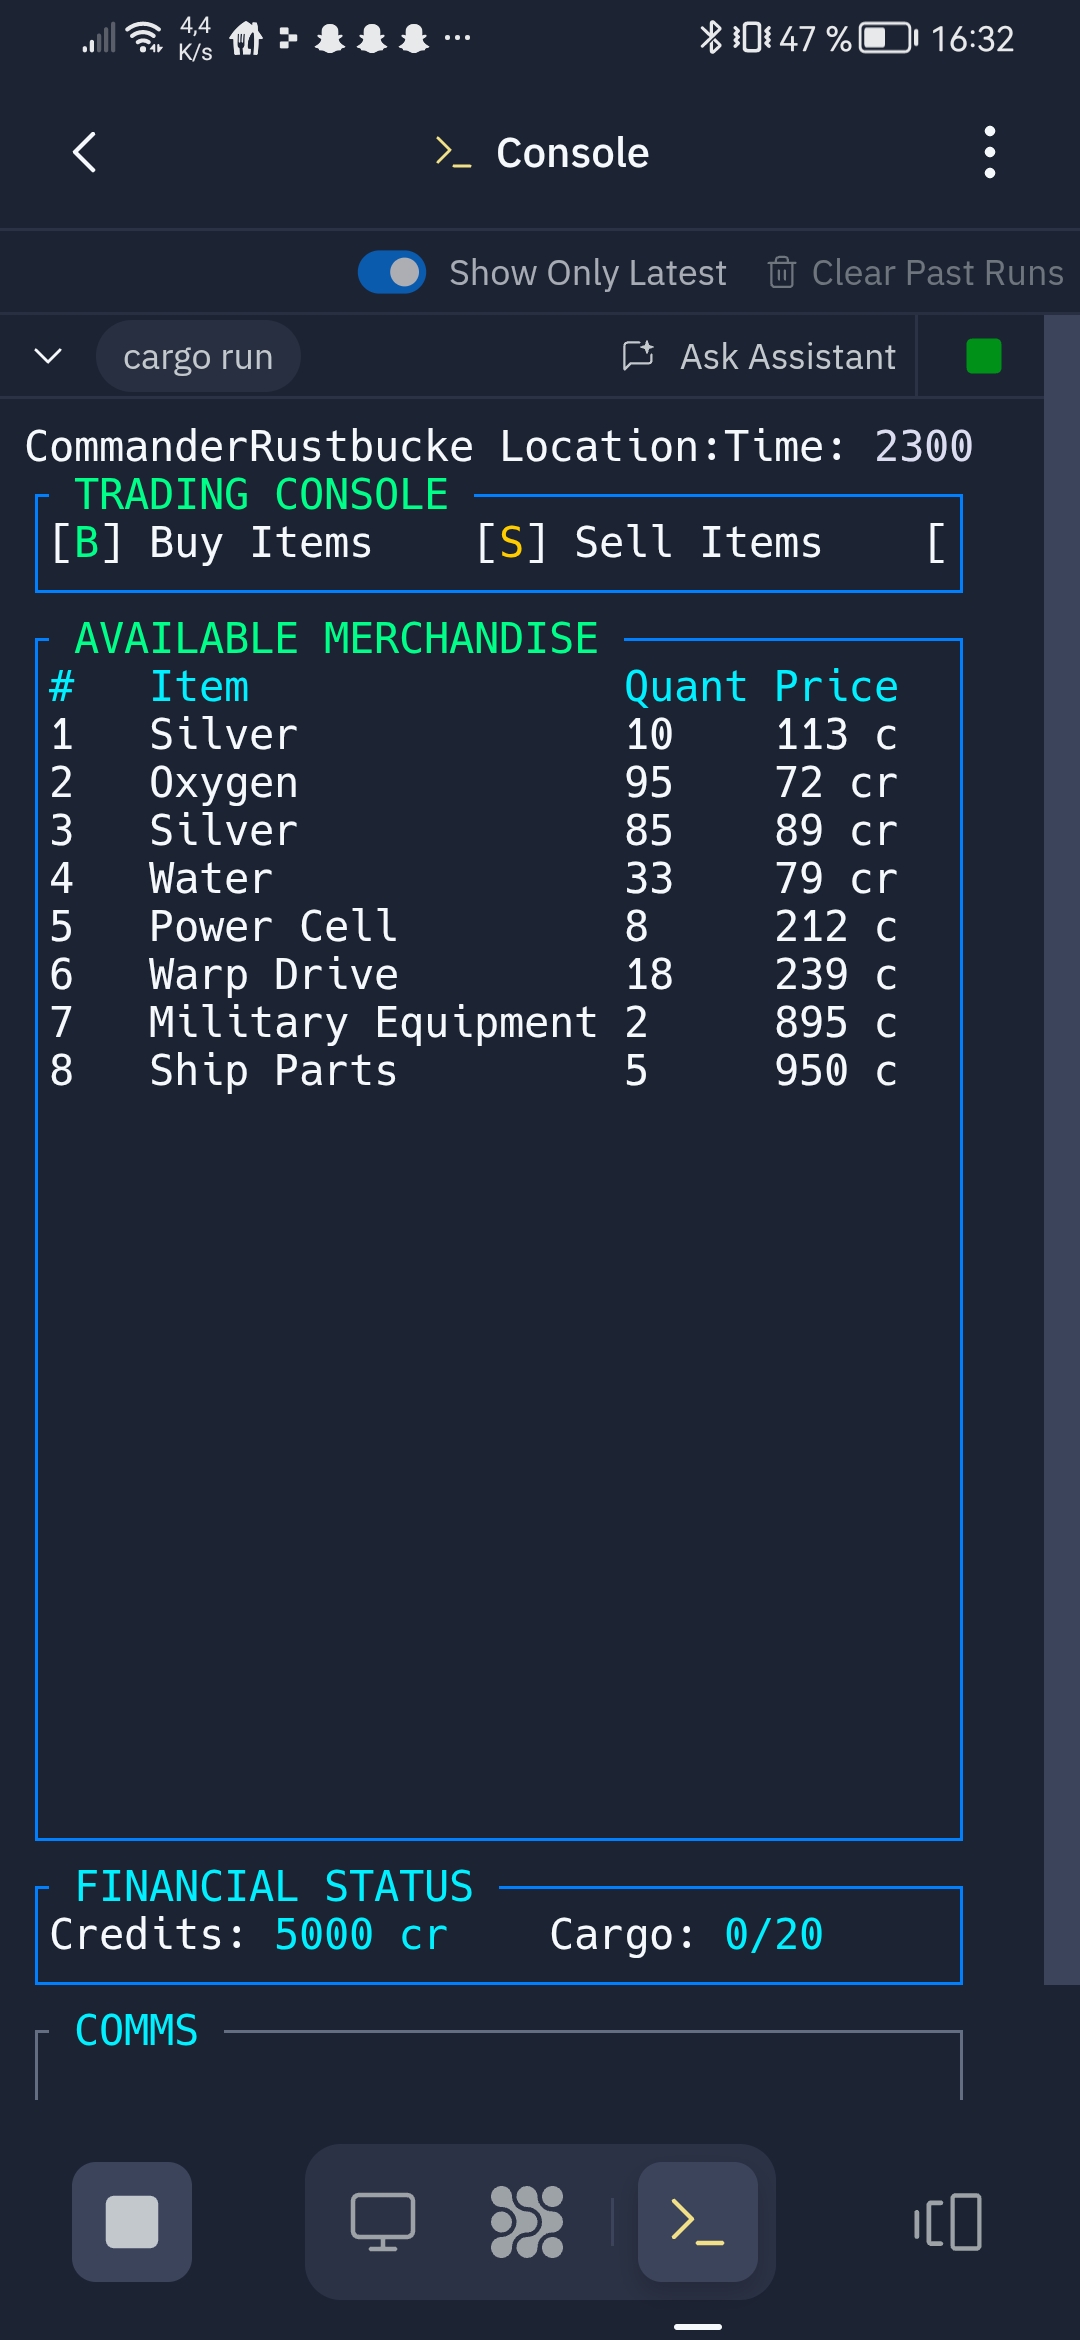 4,4 K/s 47 % 16:32
>_ Console
Show Only Latest Clear Past Runs
cargo run Ask Assistant
CommanderRustbucke Location:Time: 2300
TRADING CONSOLE
[B] Buy Items [S] Sell Items [
AVAILABLE MERCHANDISE
# Item Quant Price
1 Silver 10 113 c
2 Oxygen 95 72 cr
3 Silver 85 89 cr
4 Water 33 79 cr
5 Power Cell 8 212 c
6 Warp Drive 18 239 c
7 Military Equipment 2 895 c
8 Ship Parts 5 950 c
FINANCIAL STATUS
Credits: 5000 cr Cargo: 0/20
COMMS